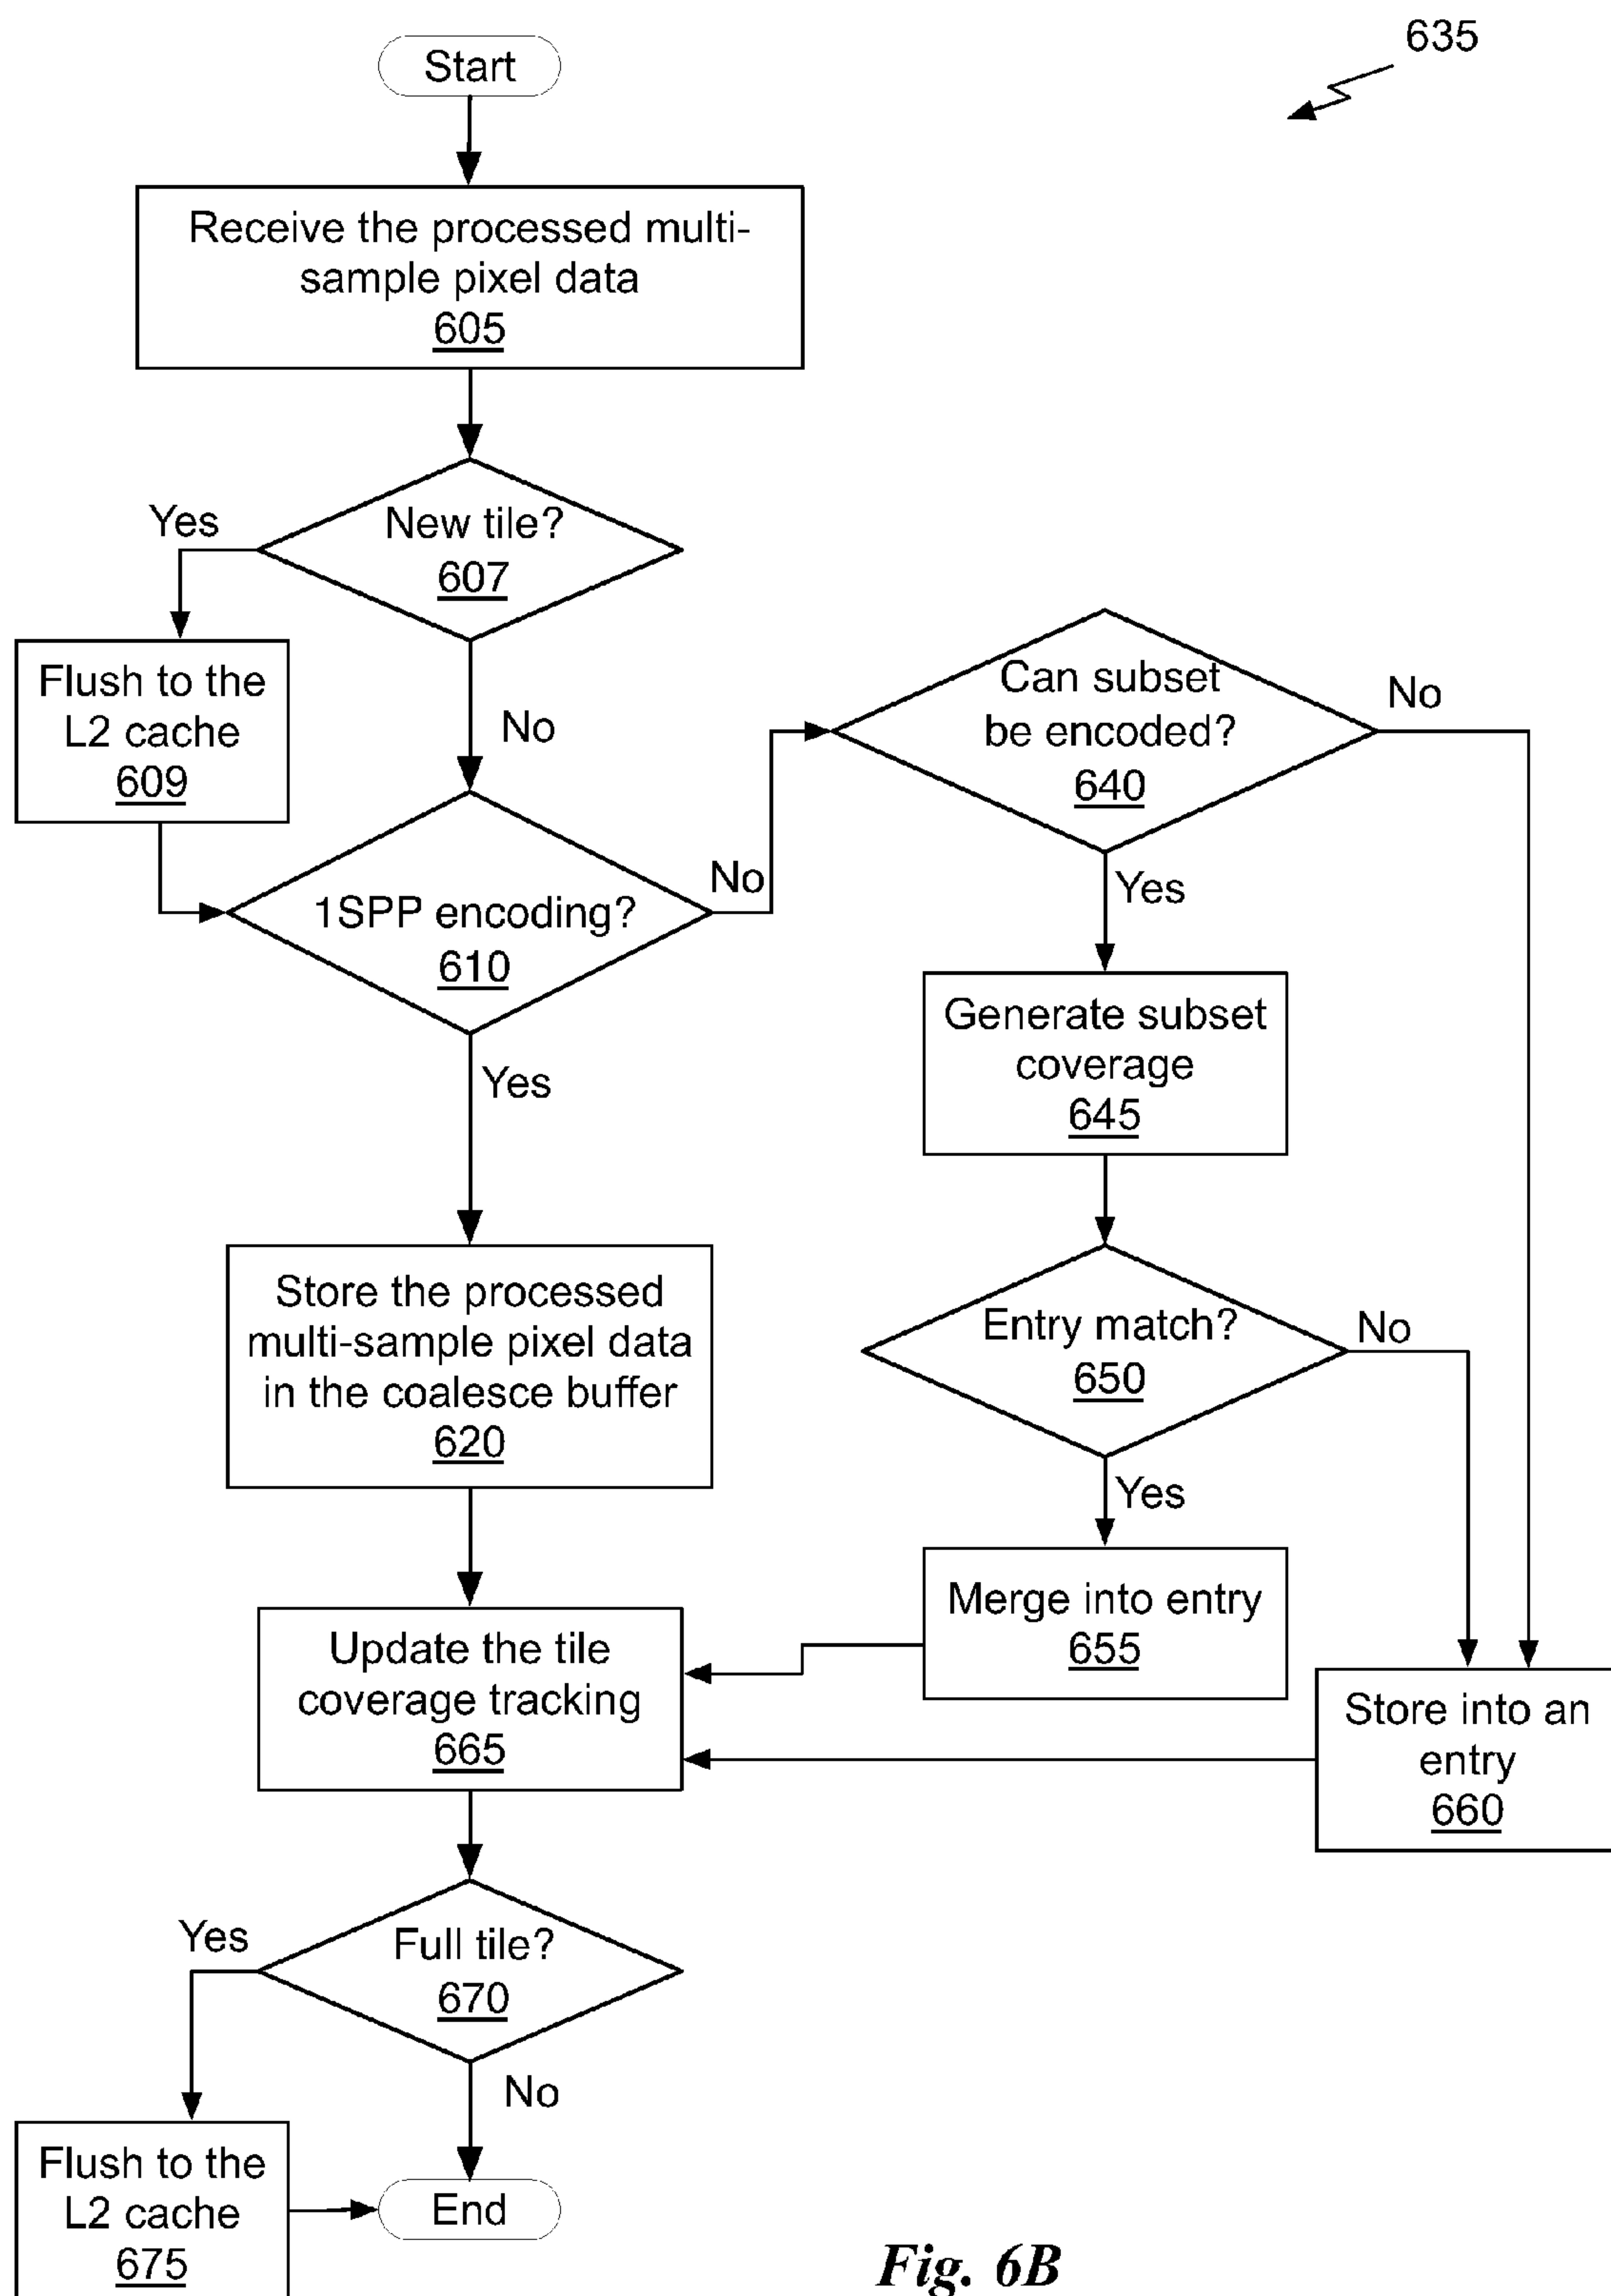 635
Start
Receive the processed multi-
sample pixel data
605
New tile?
607
Yes
No
Flush to the
L2 cache
609
1SPP encoding?
610
No
Yes
Can subset
be encoded?
640
No
Yes
Generate subset
coverage
645
Entry match?
650
No
Yes
Merge into entry
655
Store into an
entry
660
Store the processed
multi-sample pixel data
in the coalesce buffer
620
Update the tile
coverage tracking
665
Full tile?
670
Yes
No
Flush to the
L2 cache
675
End
Fig. 6B